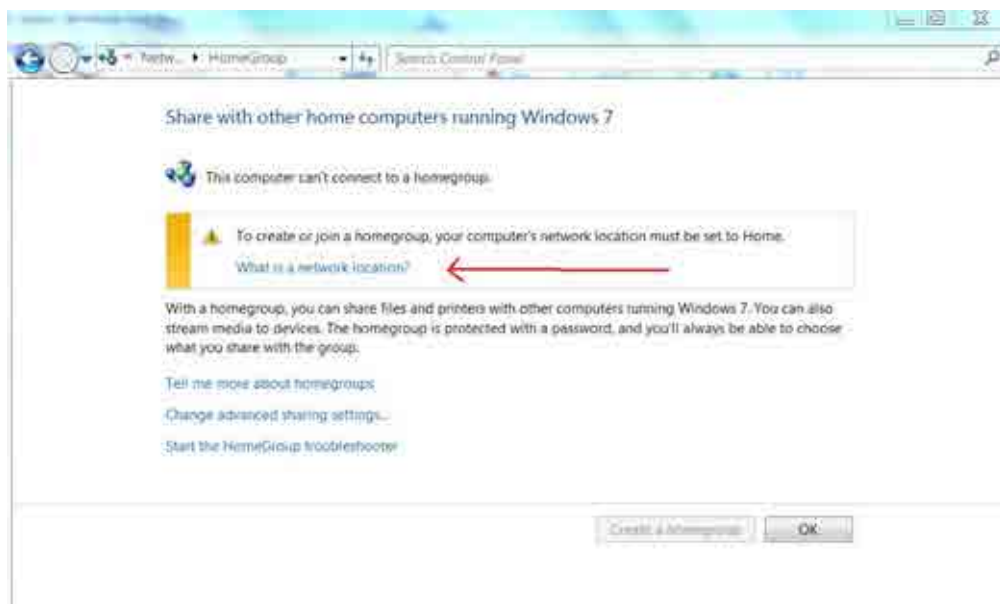 Netw... HomeGroup
Search Control Panel
Share with other home computers running Windows 7
This computer can't connect to a homegroup.
To create or join a homegroup, your computer's network location must be set to Home.
What is a network location?
With a homegroup, you can share files and printers with other computers running Windows 7. You can also
stream media to devices. The homegroup is protected with a password, and you'll always be able to choose
what you share with the group.
Tell me more about homegroups
Change advanced sharing settings...
Start the HomeGroup troubleshooter
Create a homegroup
OK